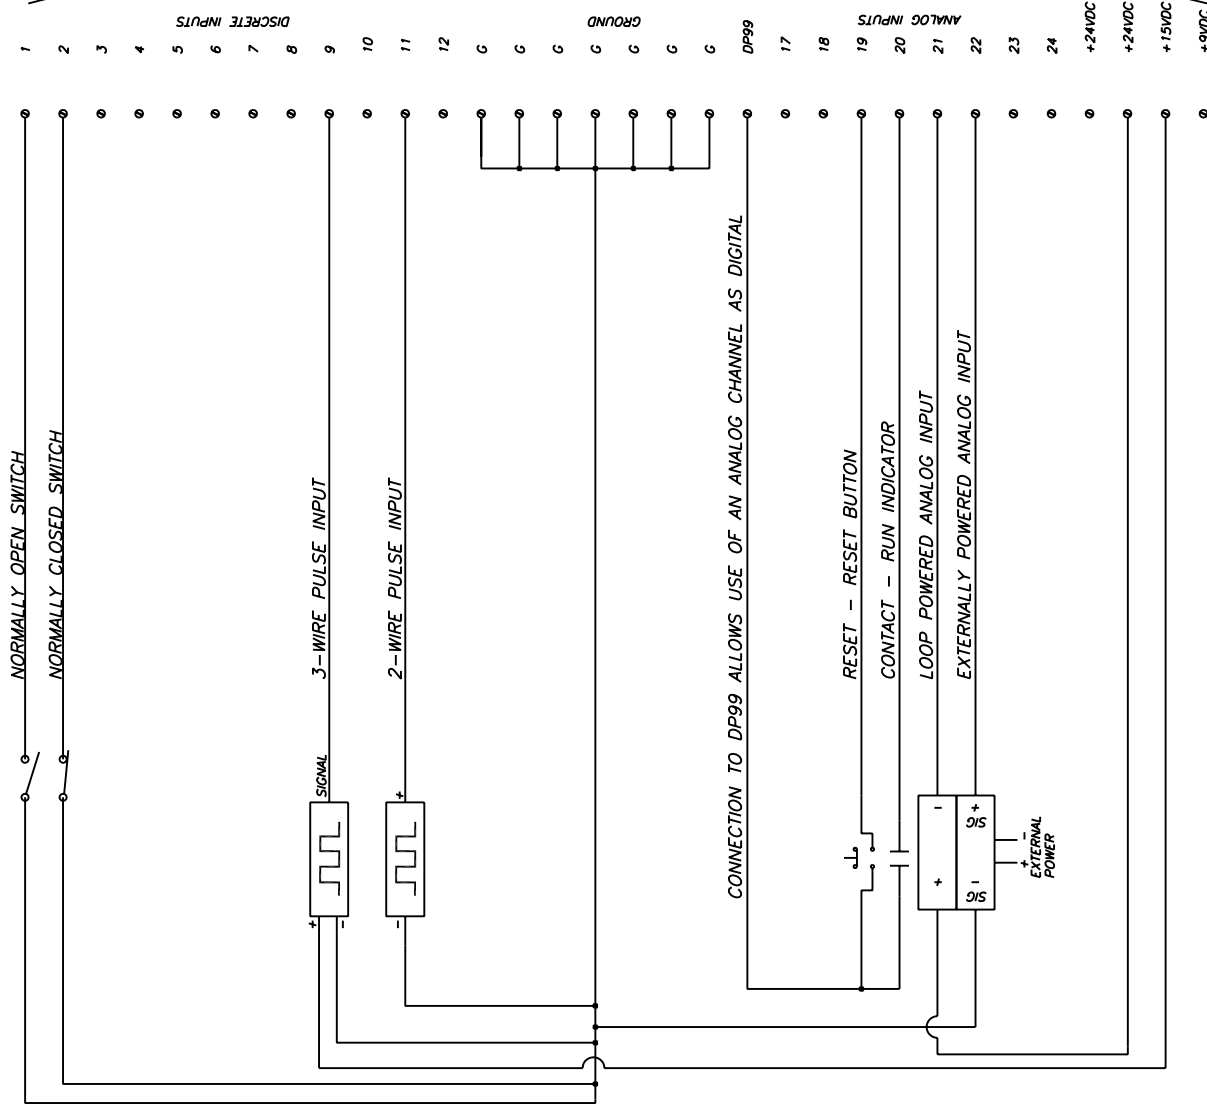 DISCRETE INPUTS
GROUND
ANALOG INPUTS
1
2
3
4
5
6
7
8
9
10
11
12
G
G
G
G
G
G
G
DP99
17
18
19
20
21
22
23
24
+24VDC
+24VDC
+15VDC
+9VDC
NORMALLY OPEN SWITCH
NORMALLY CLOSED SWITCH
3-WIRE PULSE INPUT
2-WIRE PULSE INPUT
CONNECTION TO DP99 ALLOWS USE OF AN ANALOG CHANNEL AS DIGITAL
RESET - RESET BUTTON
CONTACT - RUN INDICATOR
LOOP POWERED ANALOG INPUT
EXTERNALLY POWERED ANALOG INPUT
SIGNAL
+
-
+
-
-
+
+
SIG
-
SIG
+ -
EXTERNAL
POWER